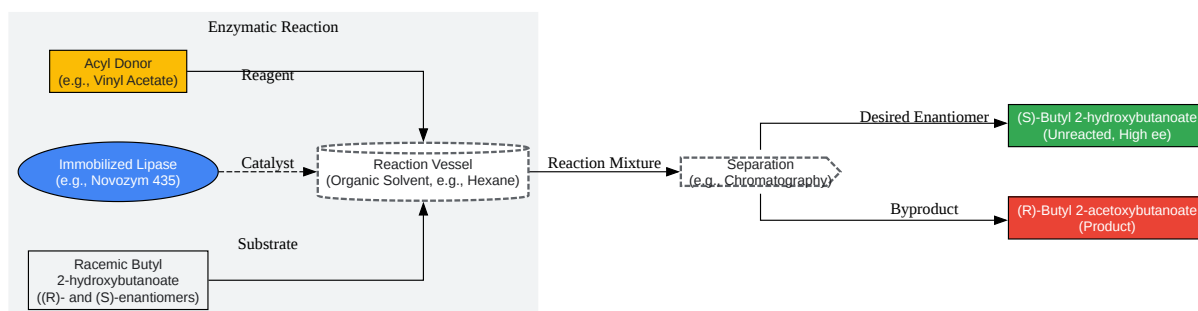 Enzymatic Reaction
Acyl Donor
(e.g., Vinyl Acetate)
Reagent
Immobilized Lipase
(e.g., Novozym 435)
Catalyst
Reaction Vessel
(Organic Solvent, e.g., Hexane)
Substrate
Racemic Butyl
2-hydroxybutanoate
((R)- and (S)-enantiomers)
Reaction Mixture
Separation
(e.g., Chromatography)
Desired Enantiomer
(S)-Butyl 2-hydroxybutanoate
(Unreacted, High ee)
Byproduct
(R)-Butyl 2-acetoxybutanoate
(Product)